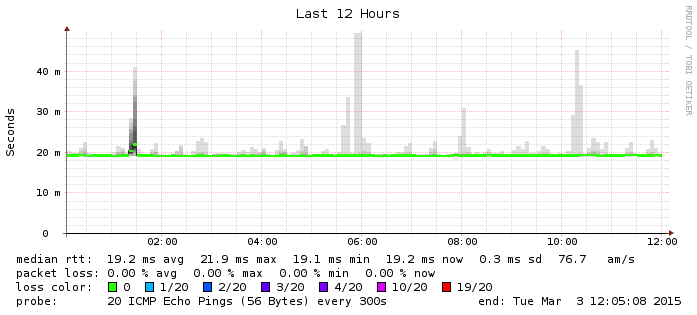 Last 12 Hours
RRDTOOL / TOBI OETIKER
Seconds
40 m
30 m
20 m
10 m
0
02:00 04:00 06:00 08:00 10:00 12:00
median rtt: 19.2 ms avg 21.9 ms max 19.1 ms min 19.2 ms now 0.3 ms sd 76.7 am/s
packet loss: 0.00 % avg 0.00 % max 0.00 % min 0.00 % now
loss color: 0 1/20 2/20 3/20 4/20 10/20 19/20
probe: 20 ICMP Echo Pings (56 Bytes) every 300s end: Tue Mar 3 12:05:08 2015